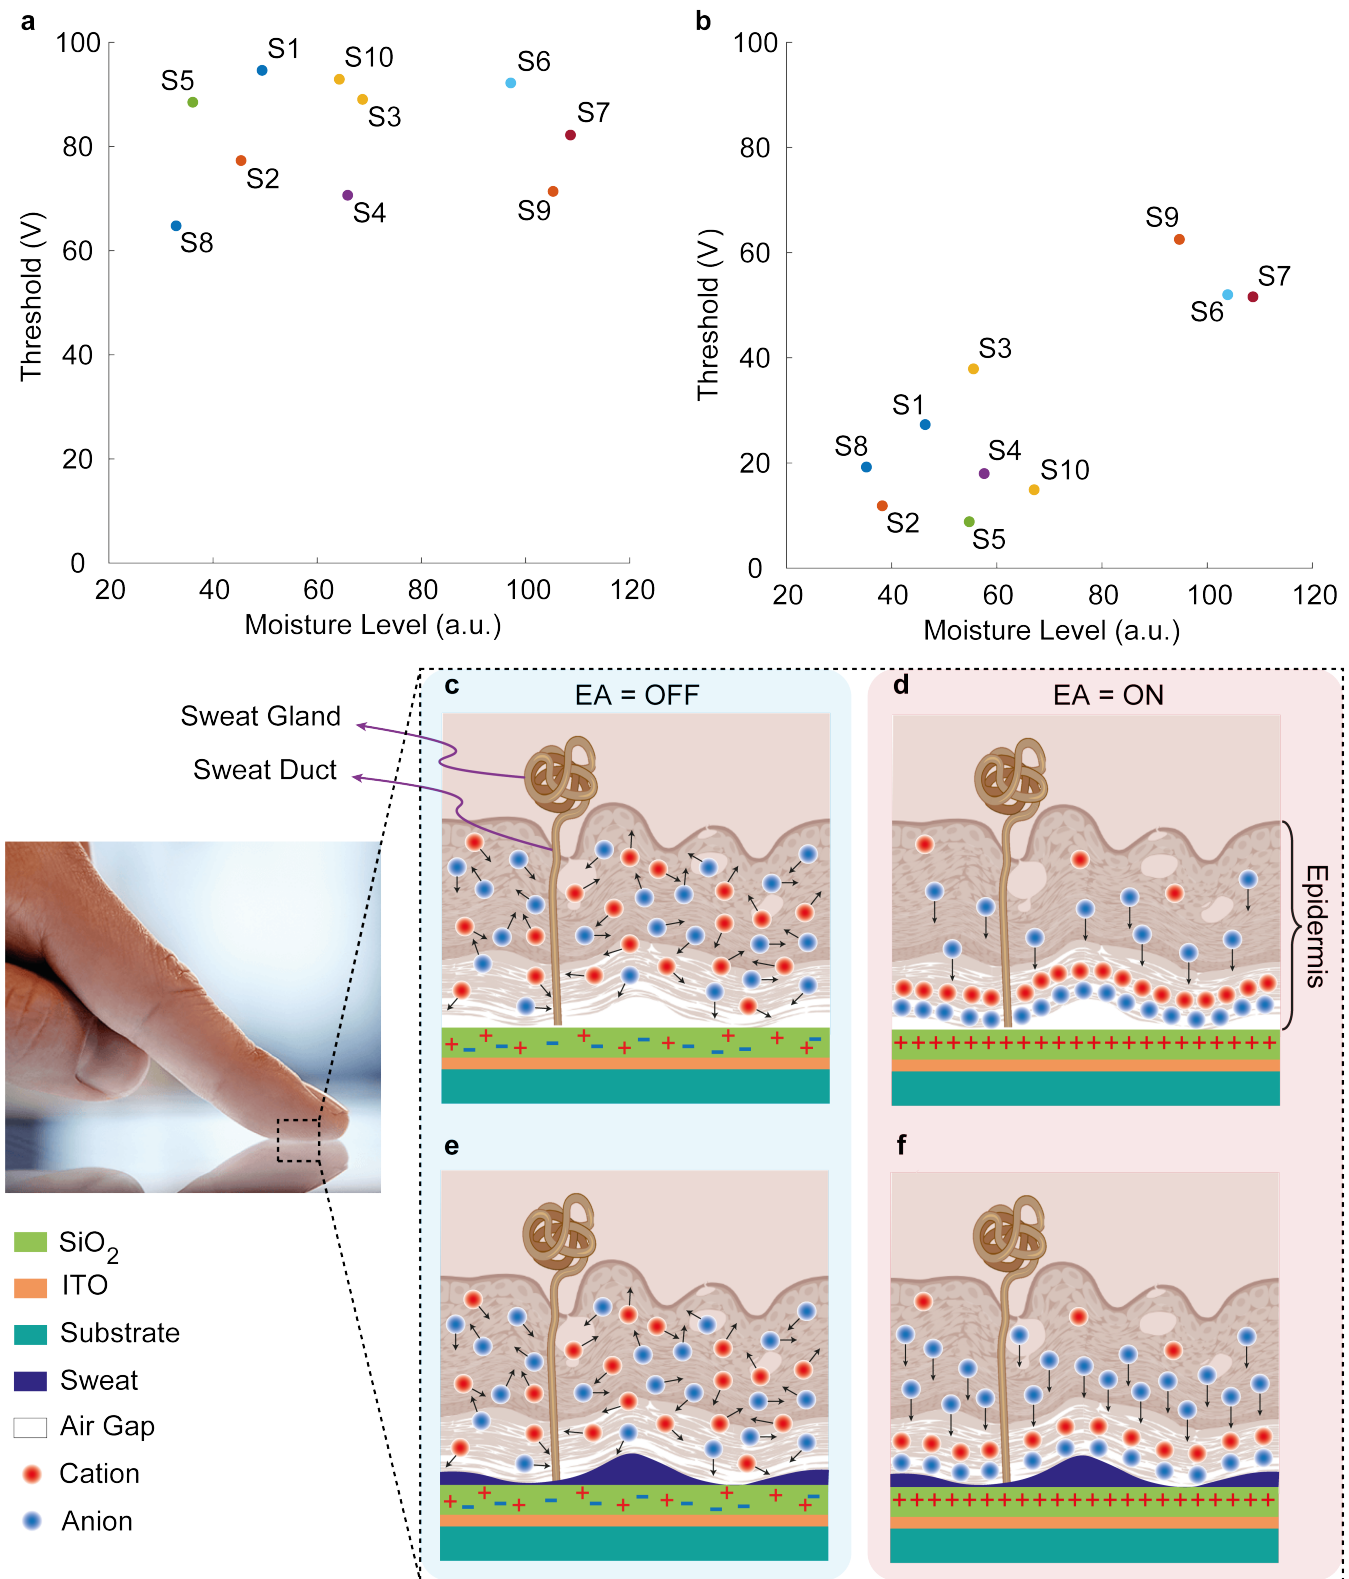 a
100
80
60
40
20
0
20 40 60 80 100 120
Threshold (V)
Moisture Level (a.u.)
S1
S10
S5
S3
S6
S7
S2
S4
S9
S8
b
100
80
60
40
20
0
20 40 60 80 100 120
Threshold (V)
Moisture Level (a.u.)
S9
S7
S6
S3
S1
S8
S4
S10
S2
S5
c
EA = OFF
d
EA = ON
Sweat Gland
Sweat Duct
Epidermis
e
f
SiO2
ITO
Substrate
Sweat
Air Gap
Cation
Anion